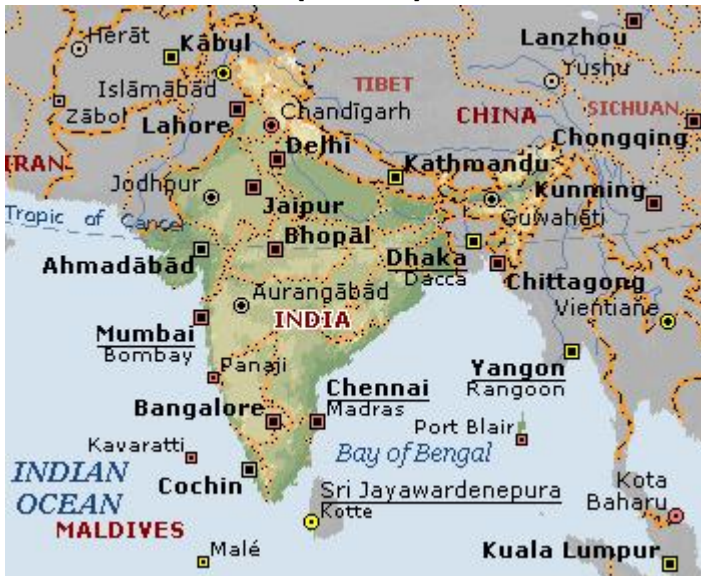 Herāt
Kābul
Lanzhou
Yushu
Islāmābād
TIBET
Zābol
Lahore
Chandīgarh
CHINA
SICHUAN
Chongqing
Delhi
IRAN
Kathmandu
Jodhpur
Jaipur
Kunming
Guwahāti
Tropic of Cancer
Bhopāl
Ahmadābād
Dhaka
Dacca
Chittagong
Aurangābād
Vientiane
INDIA
Mumbai
Bombay
Panaji
Yangon
Rangoon
Chennai
Madras
Bangalore
Port Blair
Kavaratti
Bay of Bengal
INDIAN
OCEAN
Cochin
Sri Jayawardenepura
Kotte
Kota
Baharu
MALDIVES
Malé
Kuala Lumpur